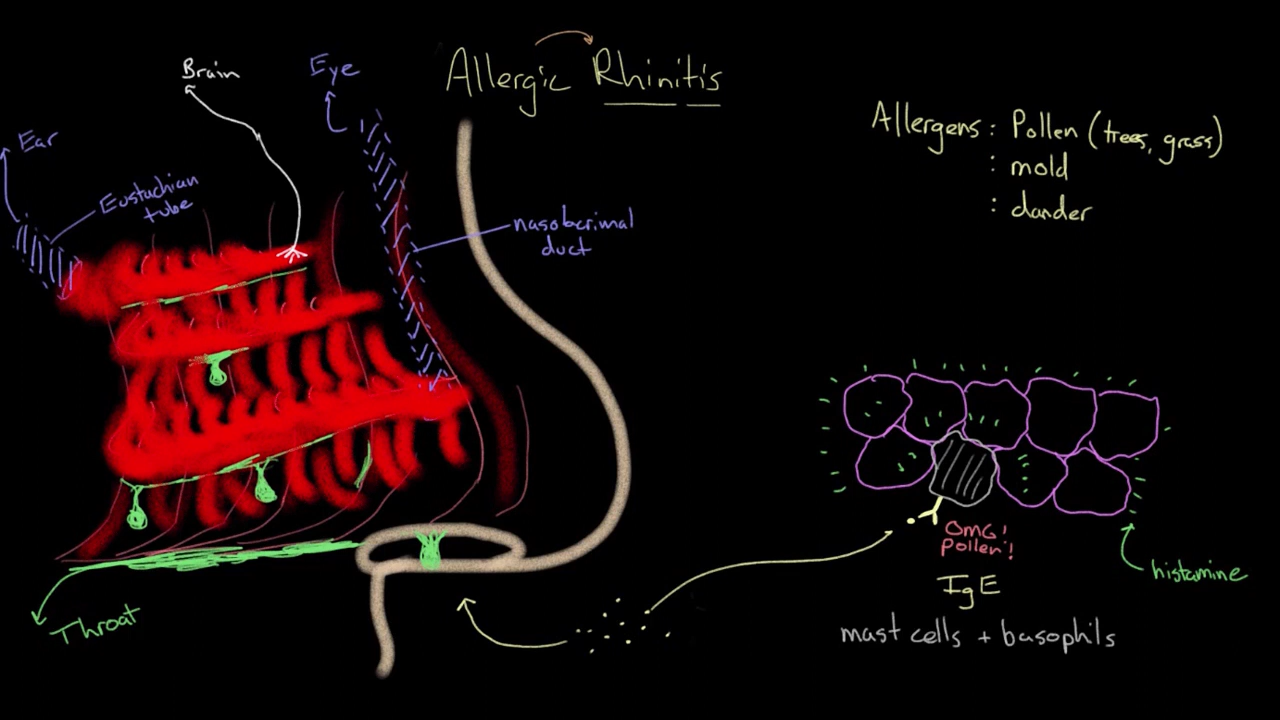 Allergic Rhinitis
Brain
Eye
Ear
Eustachian
tube
nasolacrimal
duct
Allergens : Pollen (trees, grass)
: mold
: dander
OMG!
Pollen!
IgE
mast cells + basophils
histamine
Throat